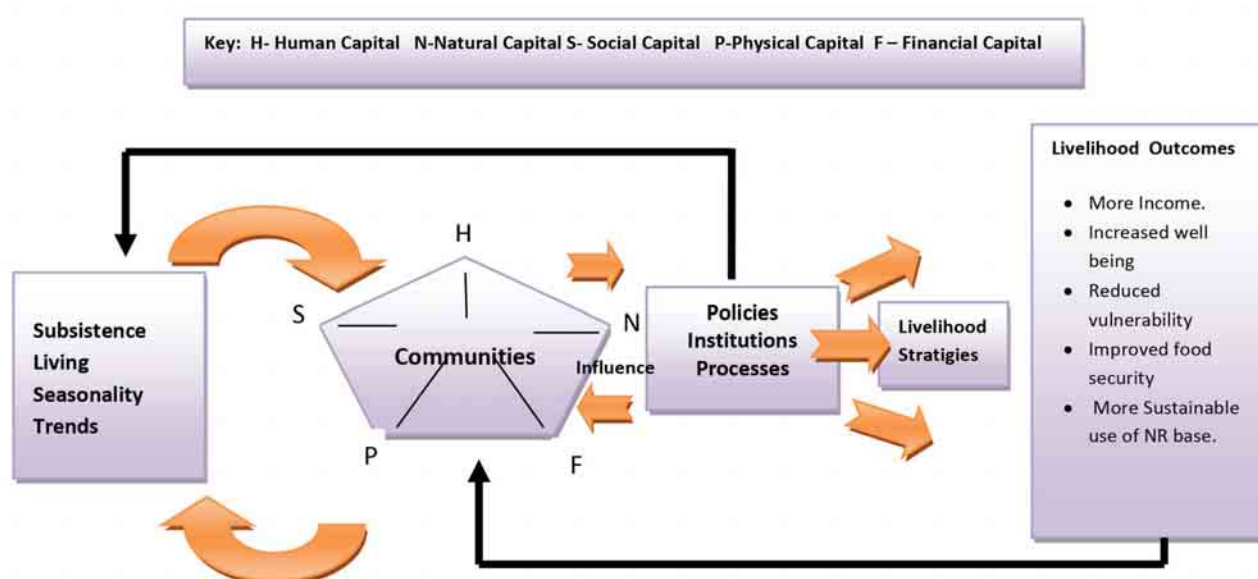 Key: H- Human Capital N-Natural Capital S- Social Capital P-Physical Capital F – Financial Capital
Livelihood Outcomes
• More Income.
• Increased well
being
• Reduced
vulnerability
• Improved food
security
• More Sustainable
use of NR base.
H
S
N
Communities
Influence
P
F
Subsistence
Living
Seasonality
Trends
Policies
Institutions
Processes
Livelihood
Stratigies